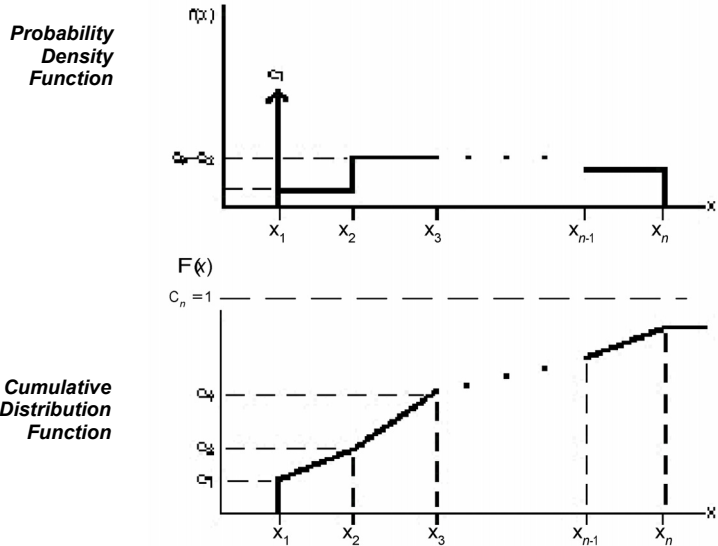 Probability
Density
Function
f(x)
x
x₁ x₂ x₃ xₙ₋₁ xₙ
F(x)
Cₙ = 1
Cumulative
Distribution
Function
x
x₁ x₂ x₃ xₙ₋₁ xₙ